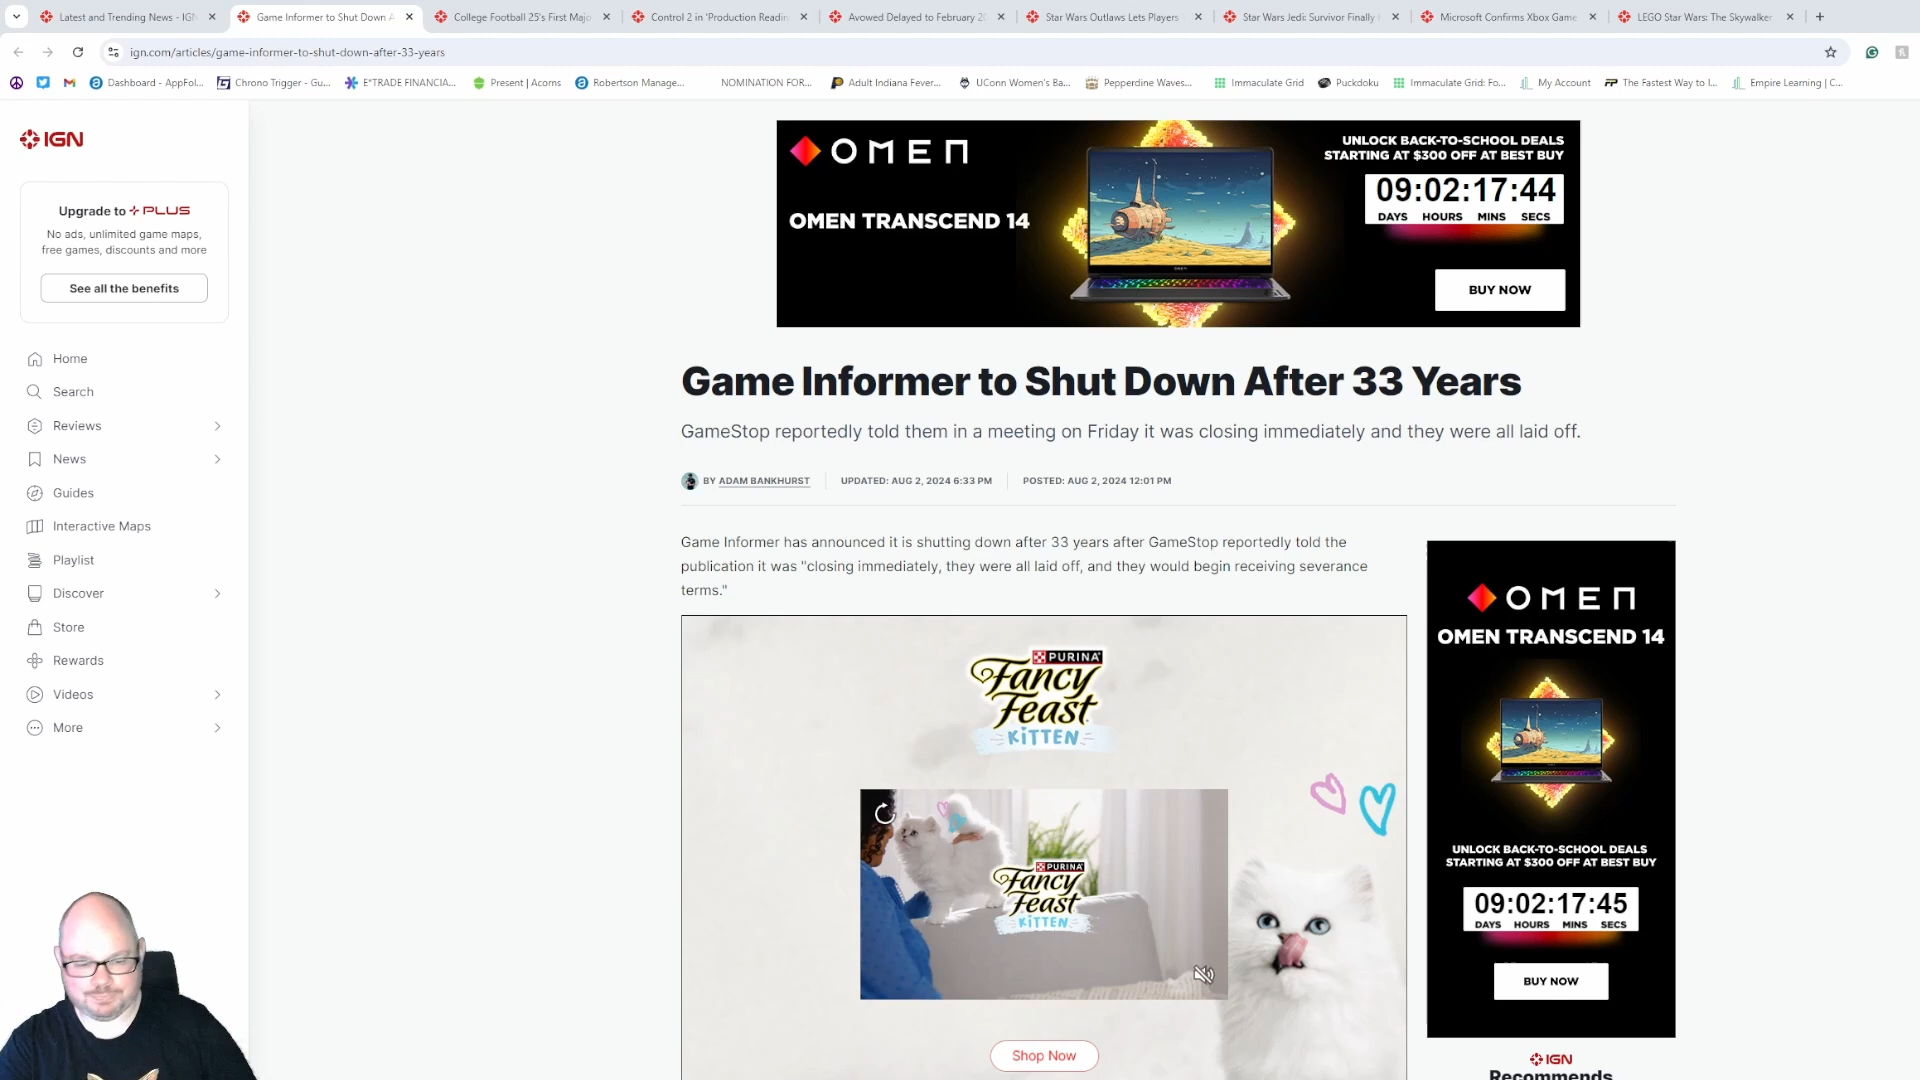 Latest and Trending News - IGN
Game Informer to Shut Down A
College Football 25's First Majo
Control 2 in 'Production Readin
Avowed Delayed to February 20
Star Wars Outlaws Lets Players
Star Wars Jedi: Survivor Finally
Microsoft Confirms Xbox Game
LEGO Star Wars: The Skywalker
ign.com/articles/game-informer-to-shut-down-after-33-years
Dashboard - AppFol...
Chrono Trigger - Gu...
E*TRADE FINANCIA...
Present | Acorns
Robertson Manage...
NOMINATION FOR...
Adult Indiana Fever...
UConn Women's Ba...
Pepperdine Waves...
Immaculate Grid
Puckdoku
Immaculate Grid: Fo...
My Account
The Fastest Way to l...
Empire Learning | C...
IGN
Upgrade to PLUS
No ads, unlimited game maps,
free games, discounts and more
See all the benefits
Home
Search
Reviews
News
Guides
Interactive Maps
Playlist
Discover
Store
Rewards
Videos
More
OMEN
OMEN TRANSCEND 14
UNLOCK BACK-TO-SCHOOL DEALS
STARTING AT $300 OFF AT BEST BUY
09:02:17:44
DAYS HOURS MINS SECS
BUY NOW
Game Informer to Shut Down After 33 Years
GameStop reportedly told them in a meeting on Friday it was closing immediately and they were all laid off.
BY ADAM BANKHURST
UPDATED: AUG 2, 2024 6:33 PM
POSTED: AUG 2, 2024 12:01 PM
Game Informer has announced it is shutting down after 33 years after GameStop reportedly told the
publication it was "closing immediately, they were all laid off, and they would begin receiving severance
terms."
PURINA
Fancy
Feast
KiTTEN
PURINA
Fancy
Feast
KiTTEN
Shop Now
OMEN
OMEN TRANSCEND 14
UNLOCK BACK-TO-SCHOOL DEALS
STARTING AT $300 OFF AT BEST BUY
09:02:17:45
DAYS HOURS MINS SECS
BUY NOW
IGN
Recommends